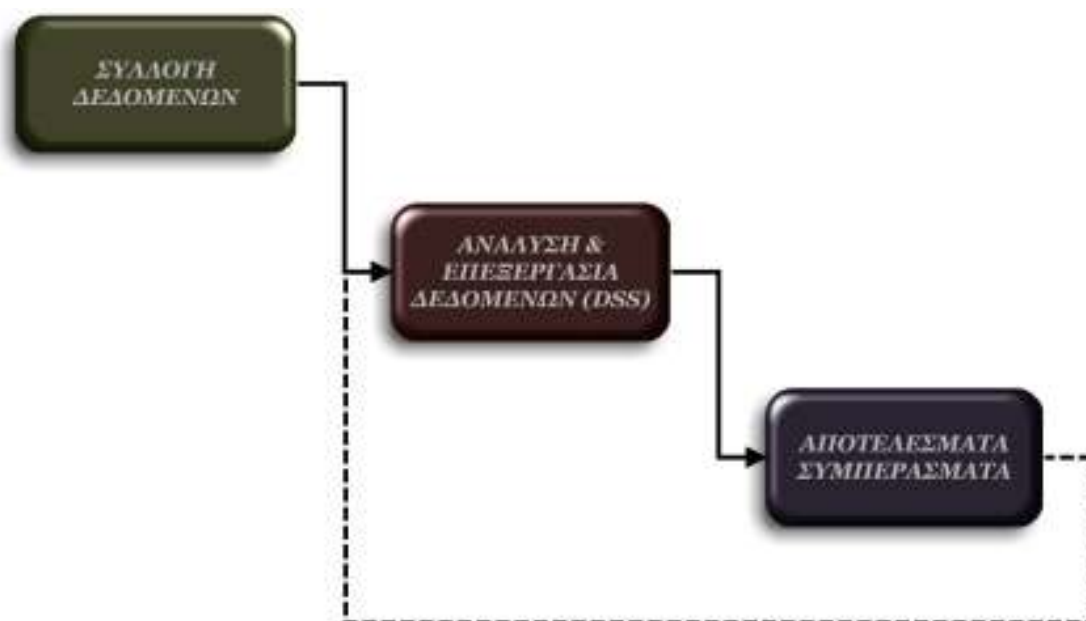 ΣΥΛΛΟΓΗ
ΔΕΔΟΜΕΝΩΝ
ΑΝΑΛΥΣΗ &
ΕΠΕΞΕΡΓΑΣΙΑ
ΔΕΔΟΜΕΝΩΝ (DSS)
ΑΠΟΤΕΛΕΣΜΑΤΑ
ΣΥΜΠΕΡΑΣΜΑΤΑ